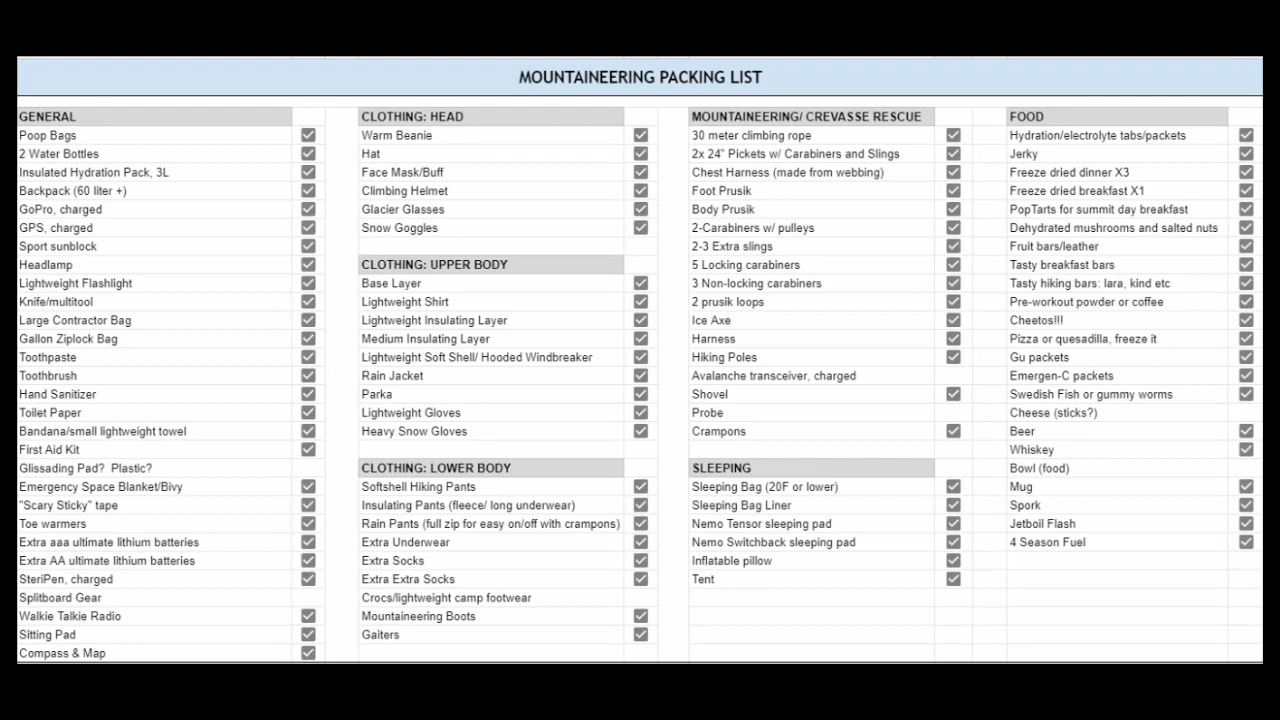 MOUNTAINEERING PACKING LIST
GENERAL
Poop Bags
2 Water Bottles
Insulated Hydration Pack, 3L
Backpack (60 liter +)
GoPro, charged
GPS, charged
Sport sunblock
Headlamp
Lightweight Flashlight
Knife/multitool
Large Contractor Bag
Gallon Ziplock Bag
Toothpaste
Toothbrush
Hand Sanitizer
Toilet Paper
Bandana/small lightweight towel
First Aid Kit
Glissading Pad?  Plastic?
Emergency Space Blanket/Bivy
"Scary Sticky" tape
Toe warmers
Extra aaa ultimate lithium batteries
Extra AA ultimate lithium batteries
SteriPen, charged
Splitboard Gear
Walkie Talkie Radio
Sitting Pad
Compass & Map
CLOTHING: HEAD
Warm Beanie
Hat
Face Mask/Buff
Climbing Helmet
Glacier Glasses
Snow Goggles
CLOTHING: UPPER BODY
Base Layer
Lightweight Shirt
Lightweight Insulating Layer
Medium Insulating Layer
Lightweight Soft Shell/ Hooded Windbreaker
Rain Jacket
Parka
Lightweight Gloves
Heavy Snow Gloves
CLOTHING: LOWER BODY
Softshell Hiking Pants
Insulating Pants (fleece/ long underwear)
Rain Pants (full zip for easy on/off with crampons)
Extra Underwear
Extra Socks
Extra Extra Socks
Crocs/lightweight camp footwear
Mountaineering Boots
Gaiters
MOUNTAINEERING/ CREVASSE RESCUE
30 meter climbing rope
2x 24" Pickets w/ Carabiners and Slings
Chest Harness (made from webbing)
Foot Prusik
Body Prusik
2-Carabiners w/ pulleys
2-3 Extra slings
5 Locking carabiners
3 Non-locking carabiners
2 prusik loops
Ice Axe
Harness
Hiking Poles
Avalanche transceiver, charged
Shovel
Probe
Crampons
SLEEPING
Sleeping Bag (20F or lower)
Sleeping Bag Liner
Nemo Tensor sleeping pad
Nemo Switchback sleeping pad
Inflatable pillow
Tent
FOOD
Hydration/electrolyte tabs/packets
Jerky
Freeze dried dinner X3
Freeze dried breakfast X1
PopTarts for summit day breakfast
Dehydrated mushrooms and salted nuts
Fruit bars/leather
Tasty breakfast bars
Tasty hiking bars: lara, kind etc
Pre-workout powder or coffee
Cheetos!!!
Pizza or quesadilla, freeze it
Gu packets
Emergen-C packets
Swedish Fish or gummy worms
Cheese (sticks?)
Beer
Whiskey
Bowl (food)
Mug
Spork
Jetboil Flash
4 Season Fuel